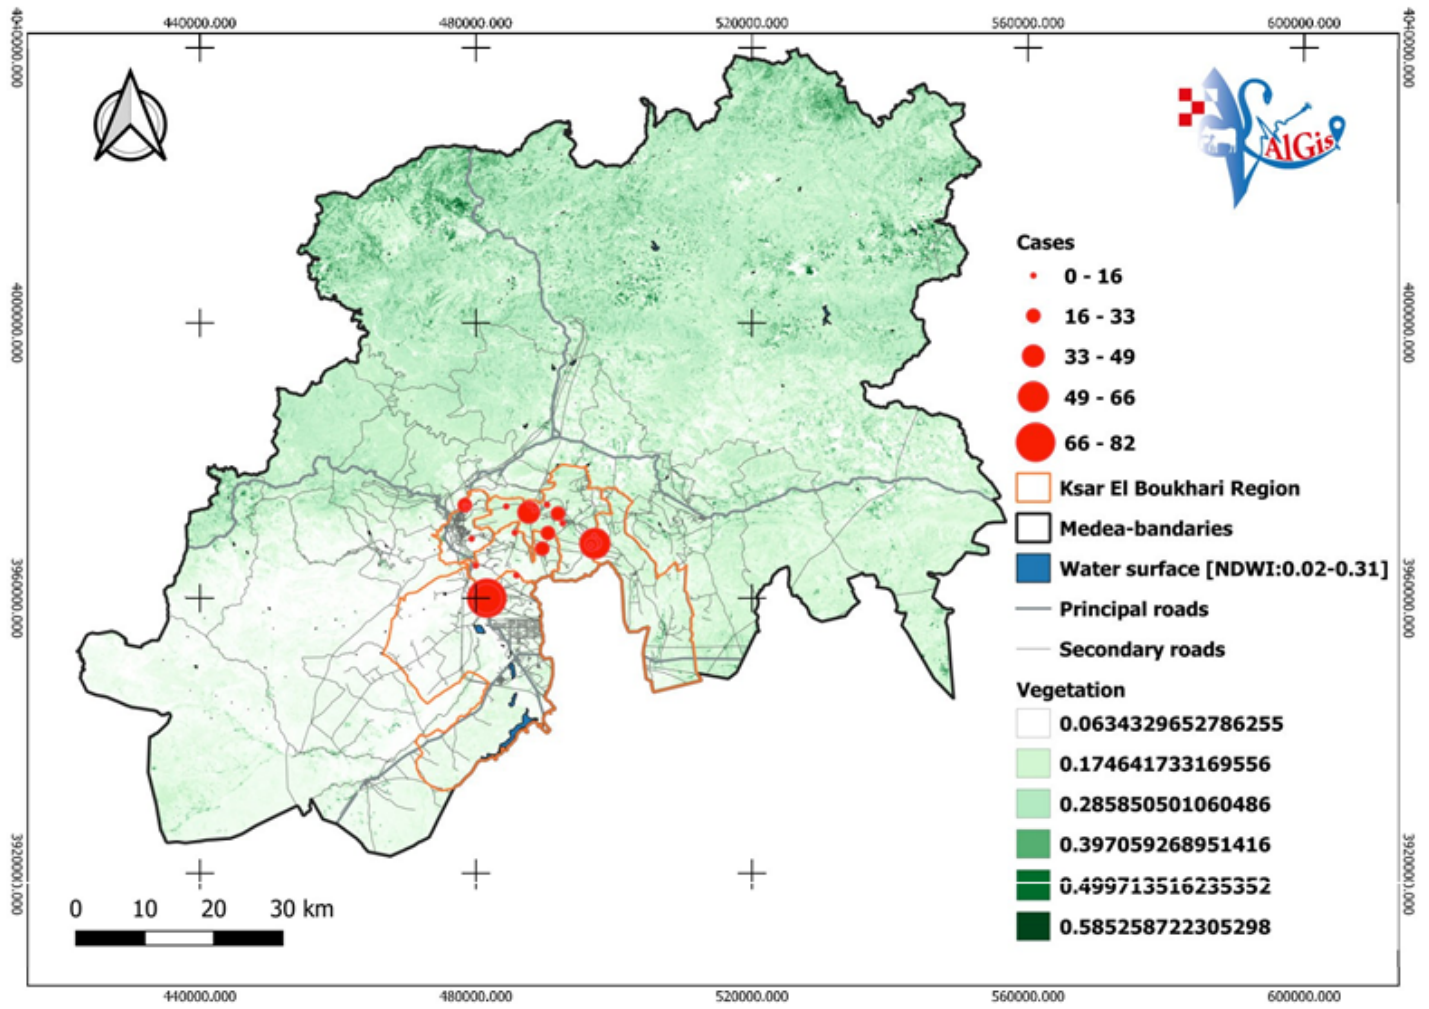 440000.000 480000.000 520000.000 560000.000 600000.000
4040000.000 4040000.000
AlGis
Cases
0 - 16
16 - 33
33 - 49
49 - 66
66 - 82
Ksar El Boukhari Region
Medea-bandaries
Water surface [NDWI:0.02-0.31]
Principal roads
Secondary roads
Vegetation
0.0634329652786255
0.174641733169556
0.285850501060486
0.397059268951416
0.499713516235352
0.585258722305298
4000000.000 4000000.000
3960000.000 3960000.000
3920000.000 3920000.000
0 10 20 30 km
440000.000 480000.000 520000.000 560000.000 600000.000